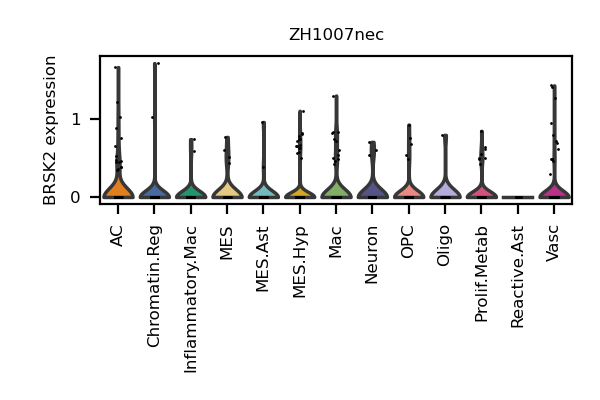 ZH1007nec
BRSK2 expression
1
0
AC
Chromatin.Reg
Inflammatory.Mac
MES
MES.Ast
MES.Hyp
Mac
Neuron
OPC
Oligo
Prolif.Metab
Reactive.Ast
Vasc